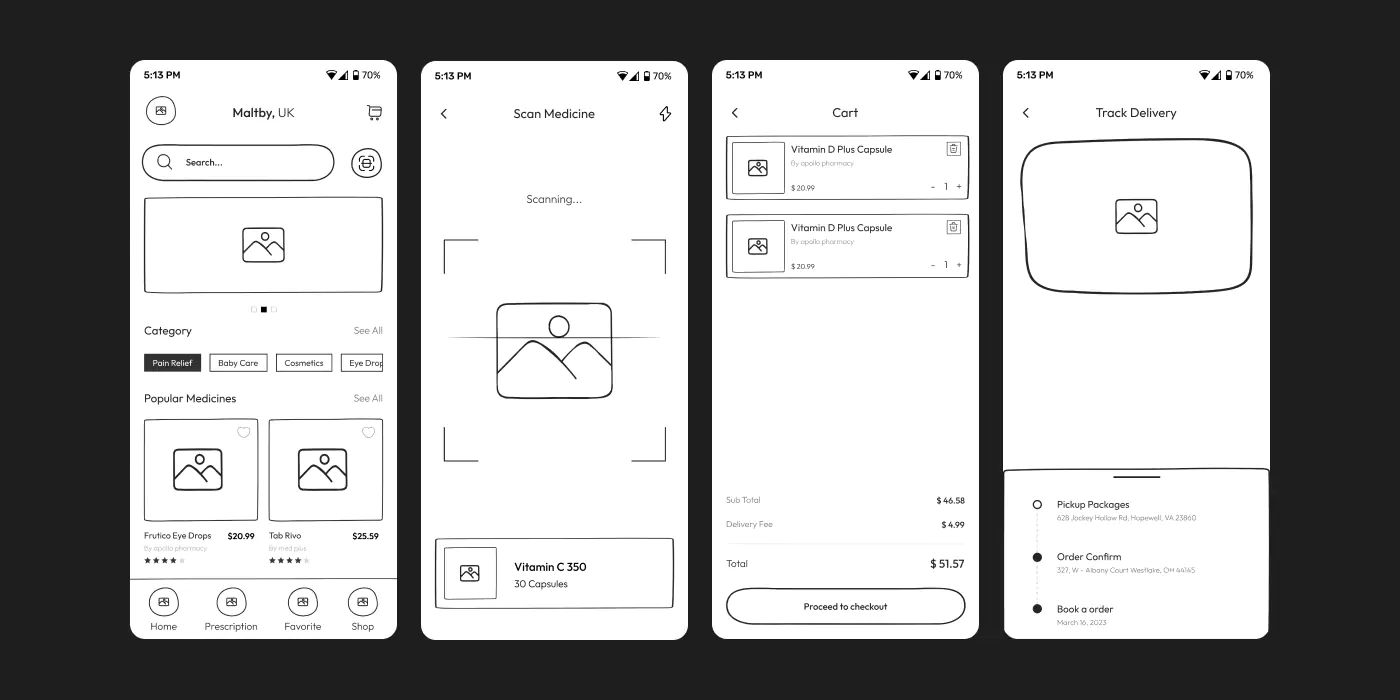 5:13 PM
70%
Maltby, UK
Search...
Category
See All
Pain Relief
Baby Care
Cosmetics
Eye Drop
Popular Medicines
See All
Frutico Eye Drops
$20.99
By apollo pharmacy
Tab Rivo
$25.59
By med plus
Home
Prescription
Favorite
Shop
5:13 PM
70%
Scan Medicine
Scanning...
Vitamin C 350
30 Capsules
5:13 PM
70%
Cart
Vitamin D Plus Capsule
By apollo pharmacy
$ 20.99
- 1 +
Vitamin D Plus Capsule
By apollo pharmacy
$ 20.99
- 1 +
Sub Total
$ 46.58
Delivery Fee
$ 4.99
Total
$ 51.57
Proceed to checkout
5:13 PM
70%
Track Delivery
Pickup Packages
628 Jockey Hollow Rd, Hopewell, VA 23860
Order Confirm
327, W - Albany Court Westlake, OH 44145
Book a order
March 16, 2023